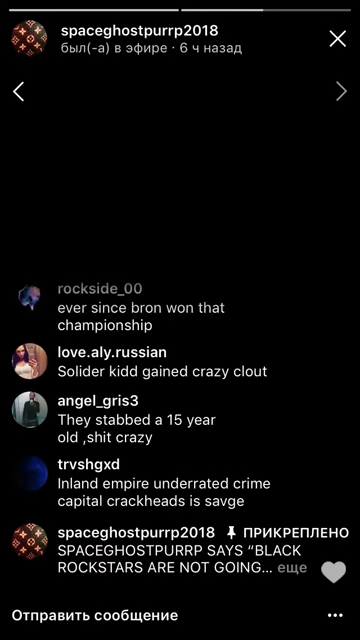 spaceghostpurrp2018
был(-а) в эфире · 6 ч назад
rockside_00
ever since bron won that
championship
love.aly.russian
Solider kidd gained crazy clout
angel_gris3
They stabbed a 15 year
old ,shit crazy
trvshgxd
Inland empire underrated crime
capital crackheads is savge
spaceghostpurrp2018 ПРИКРЕПЛЕНО
SPACEGHOSTPURRP SAYS “BLACK
ROCKSTARS ARE NOT GOING... еще
Отправить сообщение